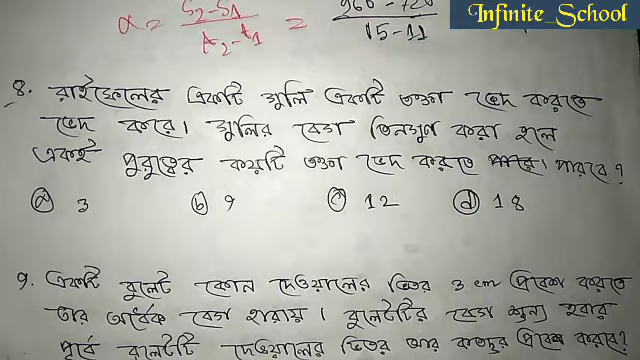 Infinite_School
α = S2-S1 / t2-t1 = 960-720 / 15-11
8. রাইফেলের একটি গুলি একটি তক্তা ভেদ করতে
ভেদ করে। গুলির বেগ তিনগুণ করা হলে
একই পুরুত্বের কয়টি তক্তা ভেদ করতে পারবে?
ⓐ 3 ⓑ 9 ⓒ 12 ⓓ 18
9. একটি বুলেট কোন দেওয়ালের ভিতর 3 cm প্রবেশ করতে
তার অর্ধেক বেগ হারায়। বুলেটটির বেগ শূন্য হবার
পূর্বে বুলেটটি দেওয়ালের ভিতর আর কতদূর প্রবেশ করবে?